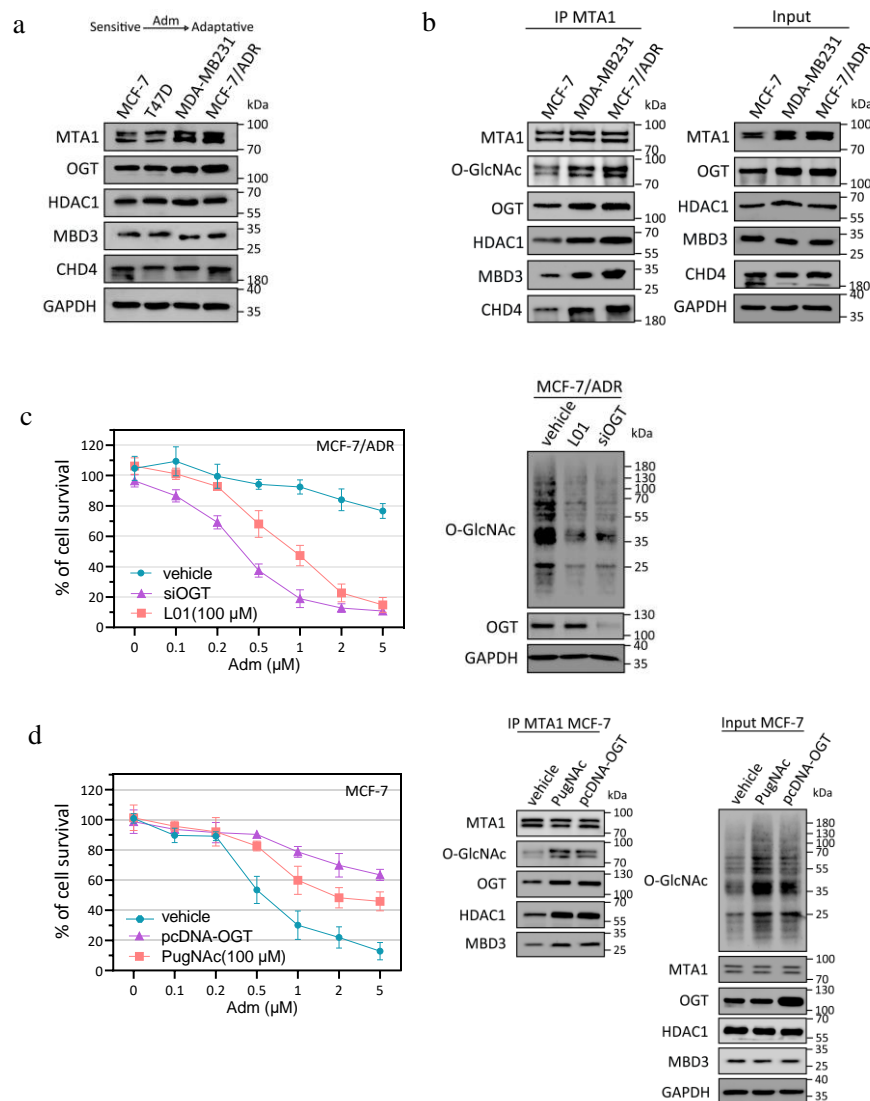 a
Sensitive Adm Adaptative
MCF-7 T47D MDA-MB231 MCF-7/ADR
kDa
MTA1 100 70
OGT 100
HDAC1 70 55
MBD3 35 25
CHD4 180
GAPDH 40 35
b
IP MTA1
MCF-7 MDA-MB231 MCF-7/ADR
kDa
MTA1 100 70
O-GlcNAc 100 70
OGT 100
HDAC1 70 55
MBD3 35 25
CHD4 180
Input
MCF-7 MDA-MB231 MCF-7/ADR
kDa
MTA1 100 70
OGT 100
HDAC1 70 55
MBD3 35 25
CHD4 180
GAPDH 40 35
c
MCF-7/ADR
% of cell survival
120
100
80
60
40
20
0
vehicle
siOGT
L01(100 μM)
0 0.1 0.2 0.5 1 2 5
Adm (μM)
MCF-7/ADR
vehicle L01 siOGT
kDa
O-GlcNAc
180
130
100
70
55
35
25
OGT 130 100
GAPDH 40 35
d
MCF-7
% of cell survival
120
100
80
60
40
20
0
vehicle
pcDNA-OGT
PugNAc(100 μM)
0 0.1 0.2 0.5 1 2 5
Adm (μM)
IP MTA1 MCF-7
vehicle PugNAc pcDNA-OGT
kDa
MTA1 100 70
O-GlcNAc 100 70
OGT 130 100
HDAC1 70 55
MBD3 35 25
Input MCF-7
vehicle PugNAc pcDNA-OGT
kDa
O-GlcNAc
180
130
100
70
55
35
25
MTA1 100 70
OGT 130 100
HDAC1 70 55
MBD3 35 25
GAPDH 40 35